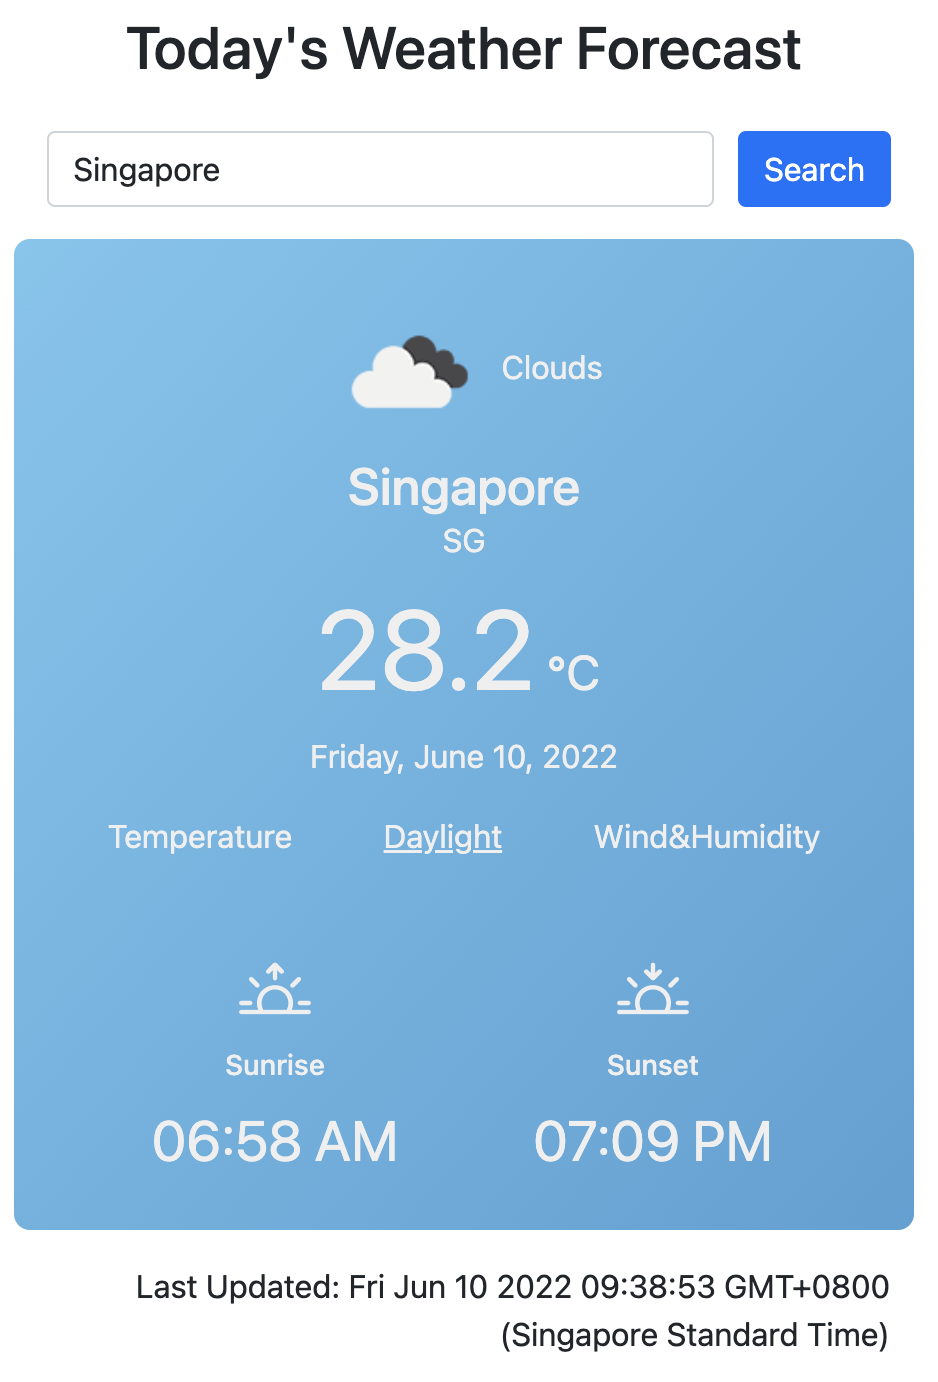 Today's Weather Forecast
Singapore
Search
Clouds
Singapore
SG
28.2 °C
Friday, June 10, 2022
Temperature Daylight Wind&Humidity
Sunrise Sunset
06:58 AM 07:09 PM
Last Updated: Fri Jun 10 2022 09:38:53 GMT+0800
(Singapore Standard Time)